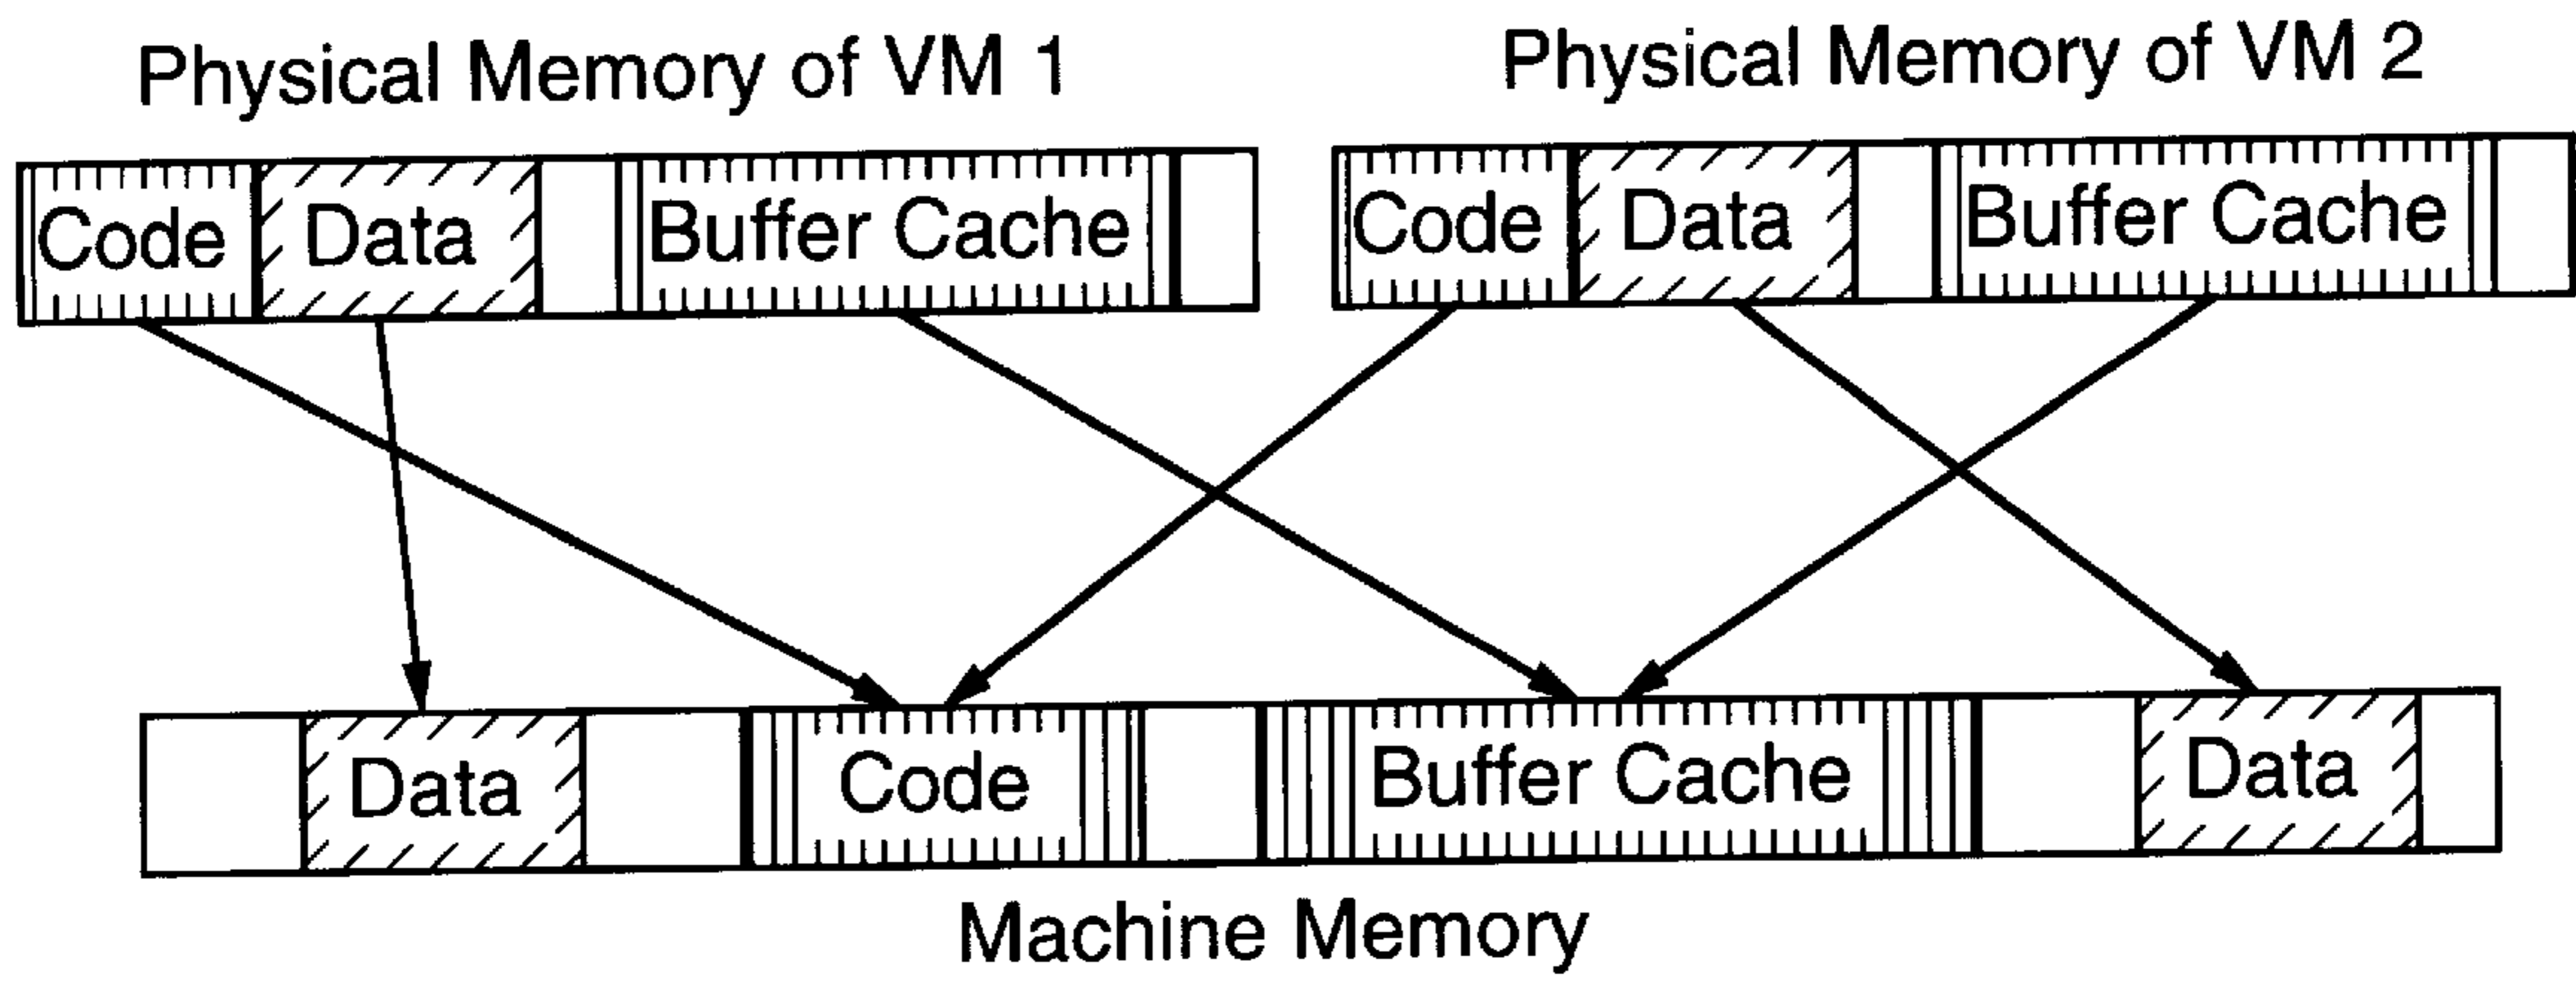 Physical Memory of VM 1
Physical Memory of VM 2
Code Data Buffer Cache
Code Data Buffer Cache
Data Code Buffer Cache Data
Machine Memory